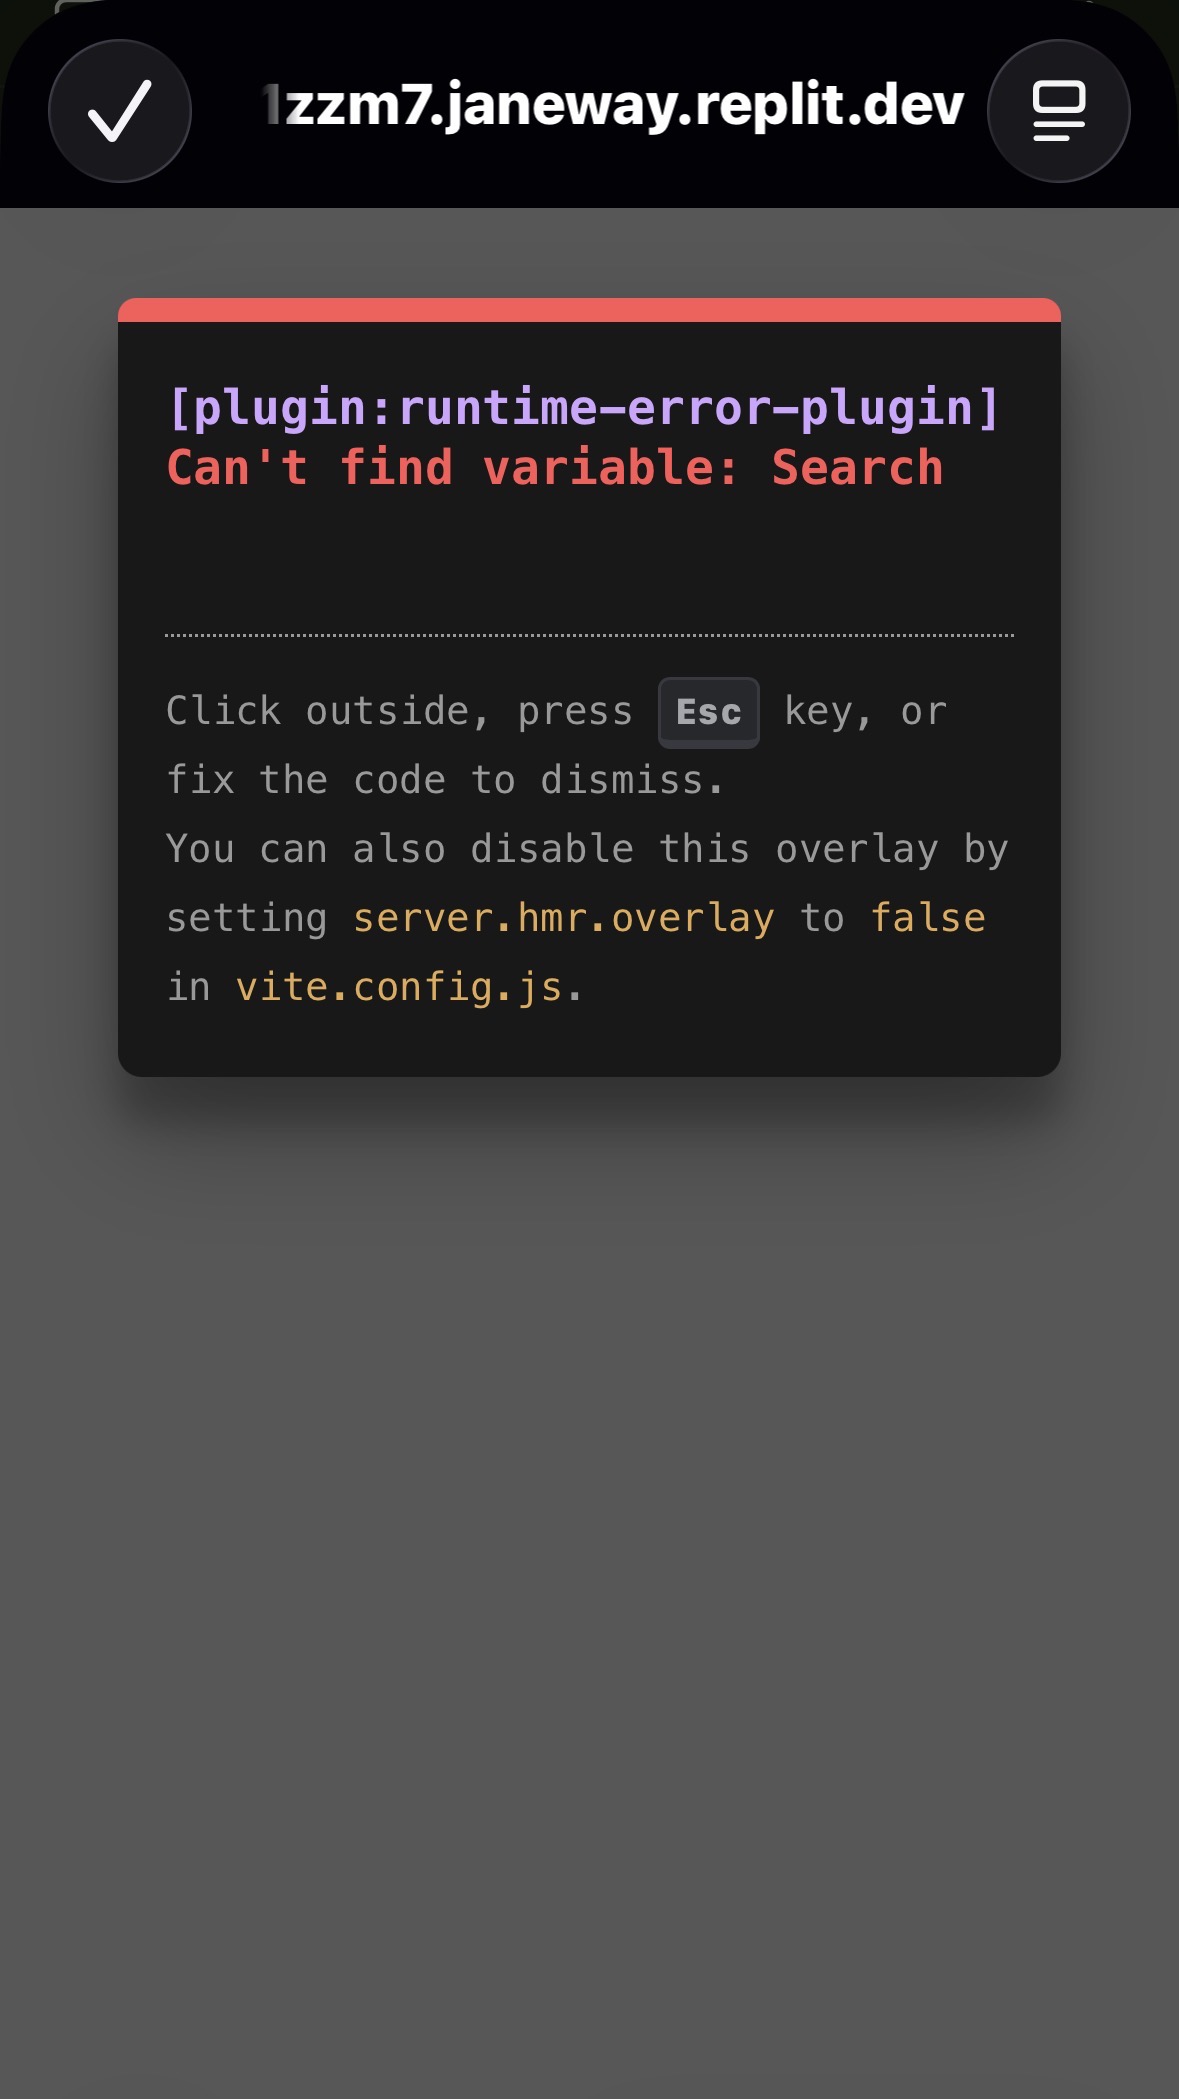 1zzm7.janeway.replit.dev
[plugin:runtime-error-plugin]
Can't find variable: Search
Click outside, press Esc key, or
fix the code to dismiss.
You can also disable this overlay by
setting server.hmr.overlay to false
in vite.config.js.